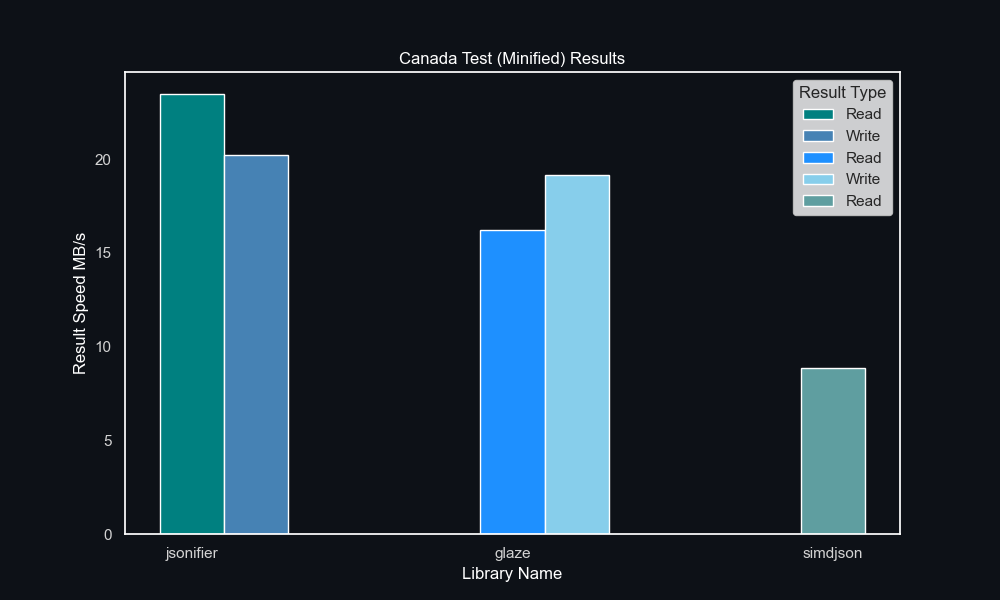 Canada Test (Minified) Results
Result Type
Read
Write
Read
Write
Read
20
15
10
5
0
Result Speed MB/s
jsonifier
glaze
simdjson
Library Name